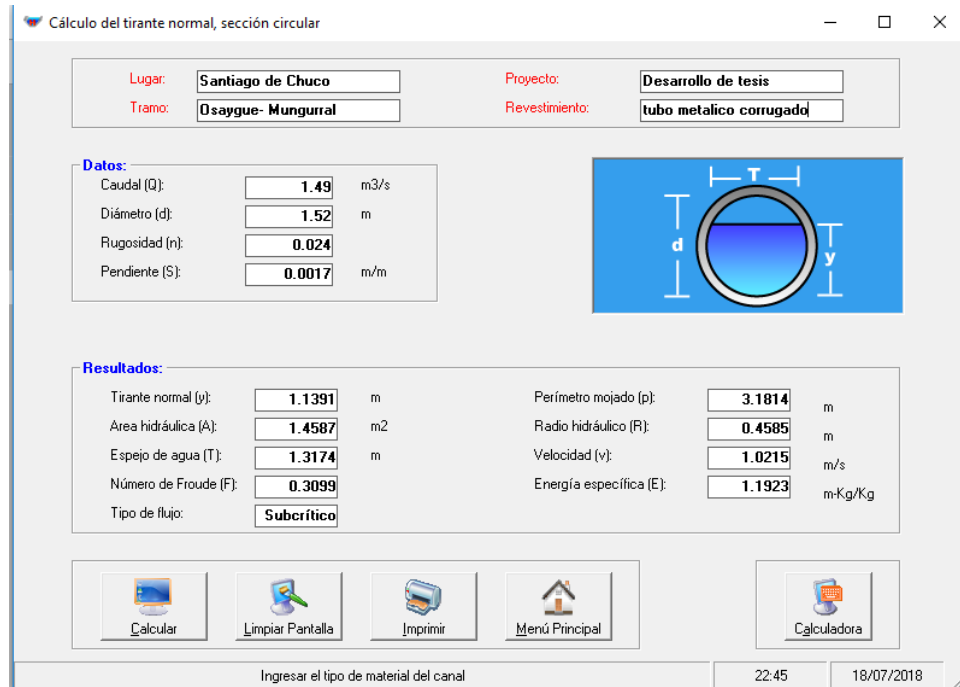 Cálculo del tirante normal, sección circular
Lugar: Santiago de Chuco Proyecto: Desarrollo de tesis
Tramo: Osaygue- Mungurral Revestimiento: tubo metalico corrugado
Datos:
Caudal (Q): 1.49 m3/s
Diámetro (d): 1.52 m
Rugosidad (n): 0.024
Pendiente (S): 0.0017 m/m
T
d
y
Resultados:
Tirante normal (y): 1.1391 m Perímetro mojado (p): 3.1814 m
Area hidráulica (A): 1.4587 m2 Radio hidráulico (R): 0.4585 m
Espejo de agua (T): 1.3174 m Velocidad (v): 1.0215 m/s
Número de Froude (F): 0.3099 Energía específica (E): 1.1923 m-Kg/Kg
Tipo de flujo: Subcrítico
Calcular Limpiar Pantalla Imprimir Menú Principal Calculadora
Ingresar el tipo de material del canal 22:45 18/07/2018